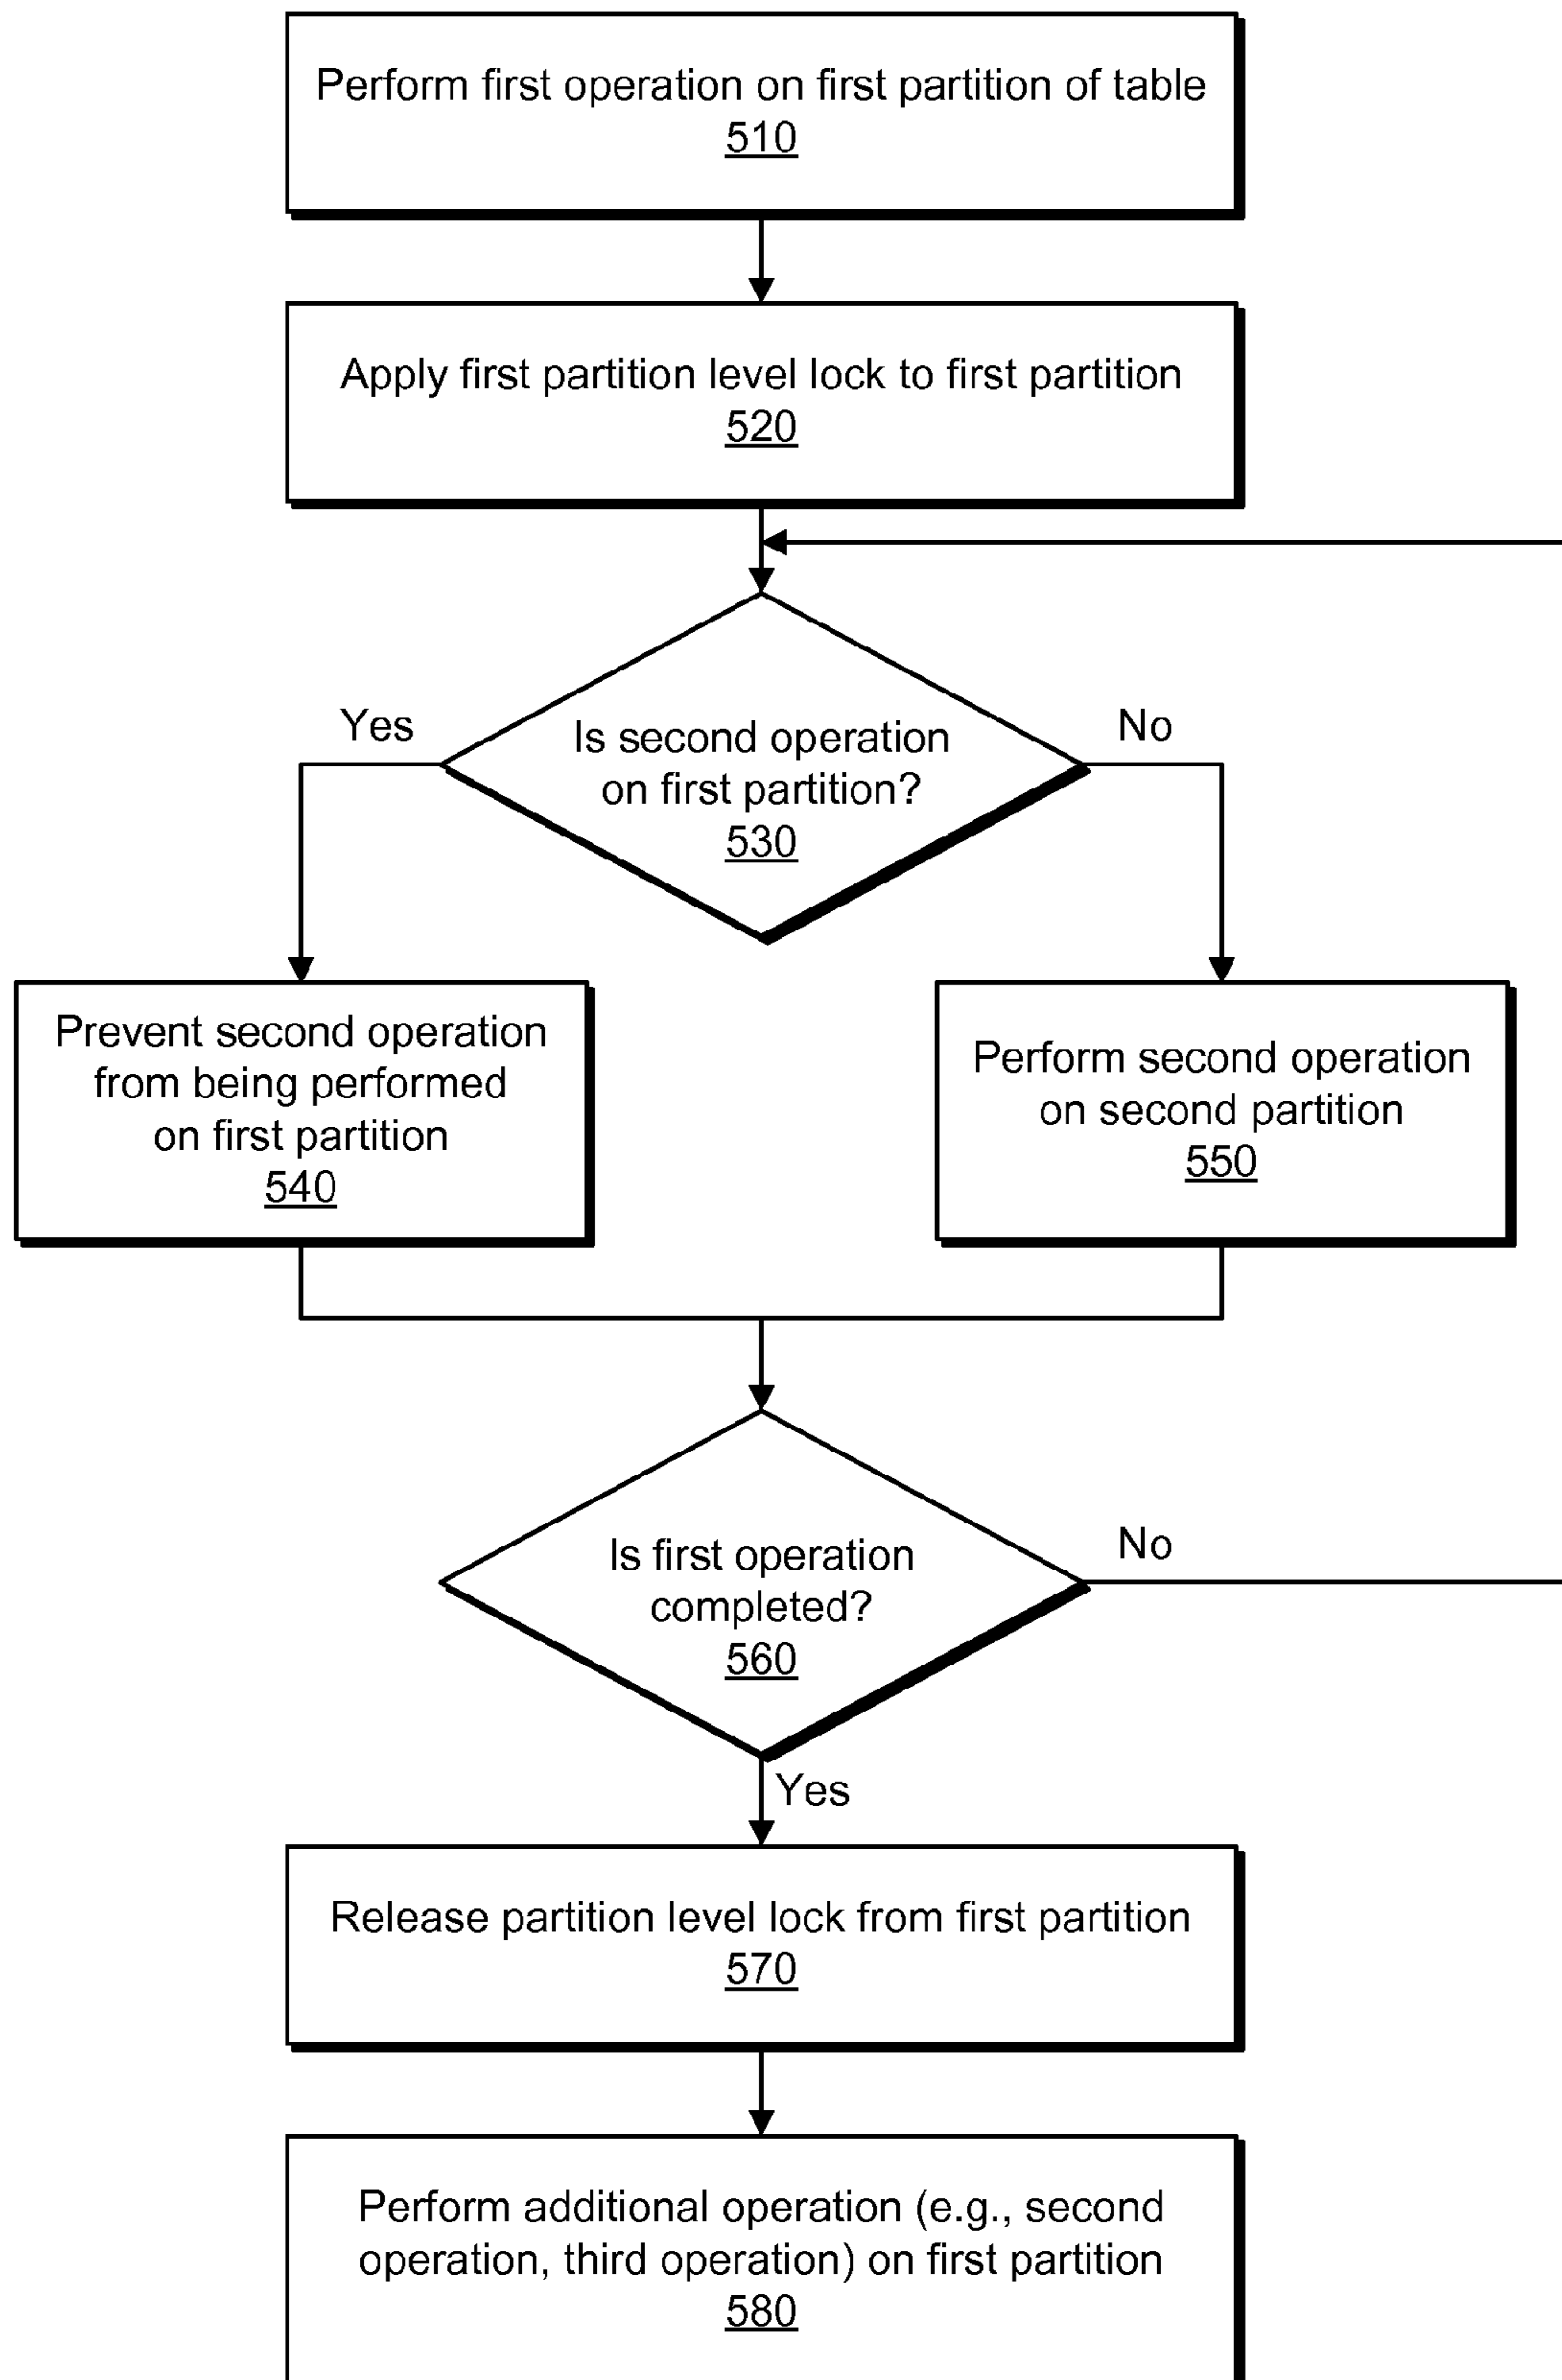 Perform first operation on first partition of table
510
Apply first partition level lock to first partition
520
Yes
No
Is second operation
on first partition?
530
Prevent second operation
from being performed
on first partition
540
Perform second operation
on second partition
550
Is first operation
completed?
560
No
Yes
Release partition level lock from first partition
570
Perform additional operation (e.g., second
operation, third operation) on first partition
580